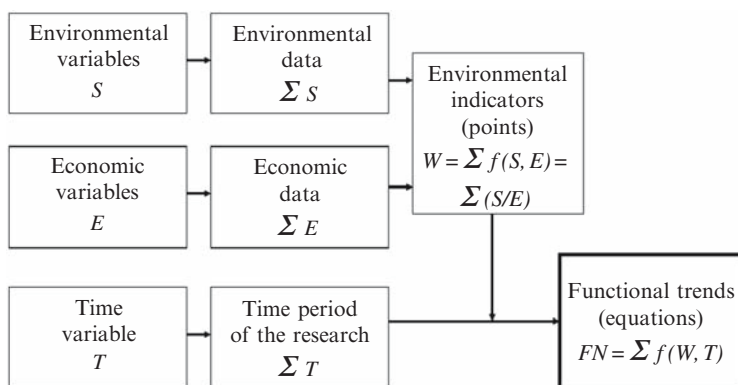 Environmental
variables
S
Environmental
data
Σ S
Environmental
indicators
(points)
W = Σ f(S, E) =
Σ (S/E)
Economic
variables
E
Economic
data
Σ E
Time
variable
T
Time period
of the research
Σ T
Functional trends
(equations)
FN = Σ f(W, T)